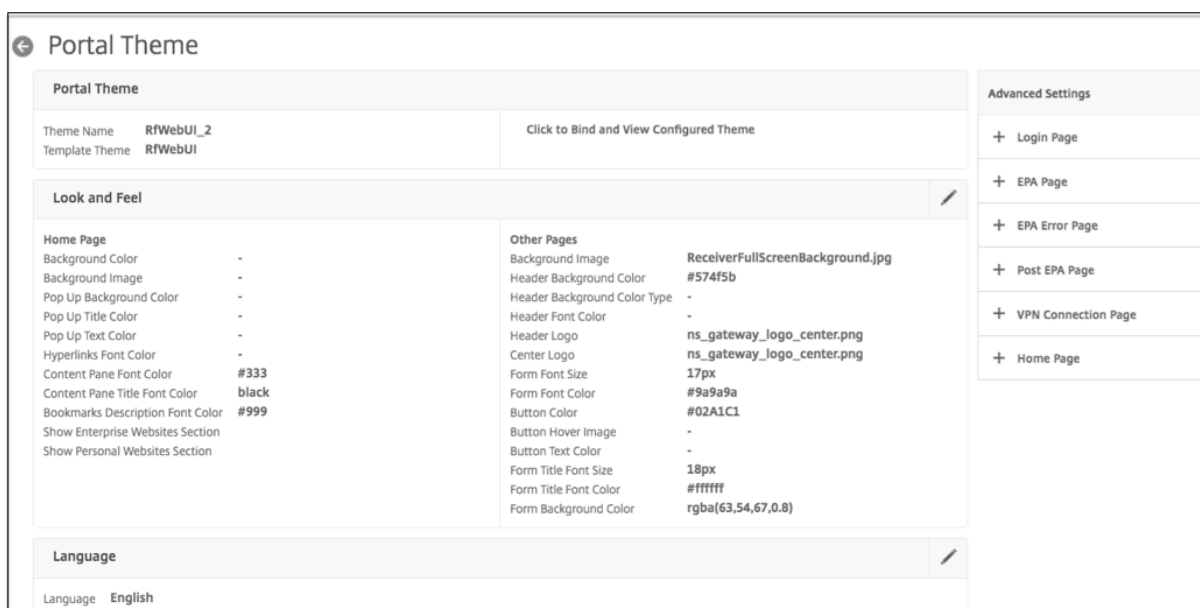 Portal Theme
Portal Theme
Theme Name RfWebUI_2
Template Theme RfWebUI
Click to Bind and View Configured Theme
Look and Feel
Home Page
Background Color -
Background Image -
Pop Up Background Color -
Pop Up Title Color -
Pop Up Text Color -
Hyperlinks Font Color -
Content Pane Font Color #333
Content Pane Title Font Color black
Bookmarks Description Font Color #999
Show Enterprise Websites Section
Show Personal Websites Section
Other Pages
Background Image ReceiverFullScreenBackground.jpg
Header Background Color #574f5b
Header Background Color Type -
Header Font Color -
Header Logo ns_gateway_logo_center.png
Center Logo ns_gateway_logo_center.png
Form Font Size 17px
Form Font Color #9a9a9a
Button Color #02A1C1
Button Hover Image -
Button Text Color -
Form Title Font Size 18px
Form Title Font Color #ffffff
Form Background Color rgba(63,54,67,0.8)
Language
Language English
Advanced Settings
+ Login Page
+ EPA Page
+ EPA Error Page
+ Post EPA Page
+ VPN Connection Page
+ Home Page